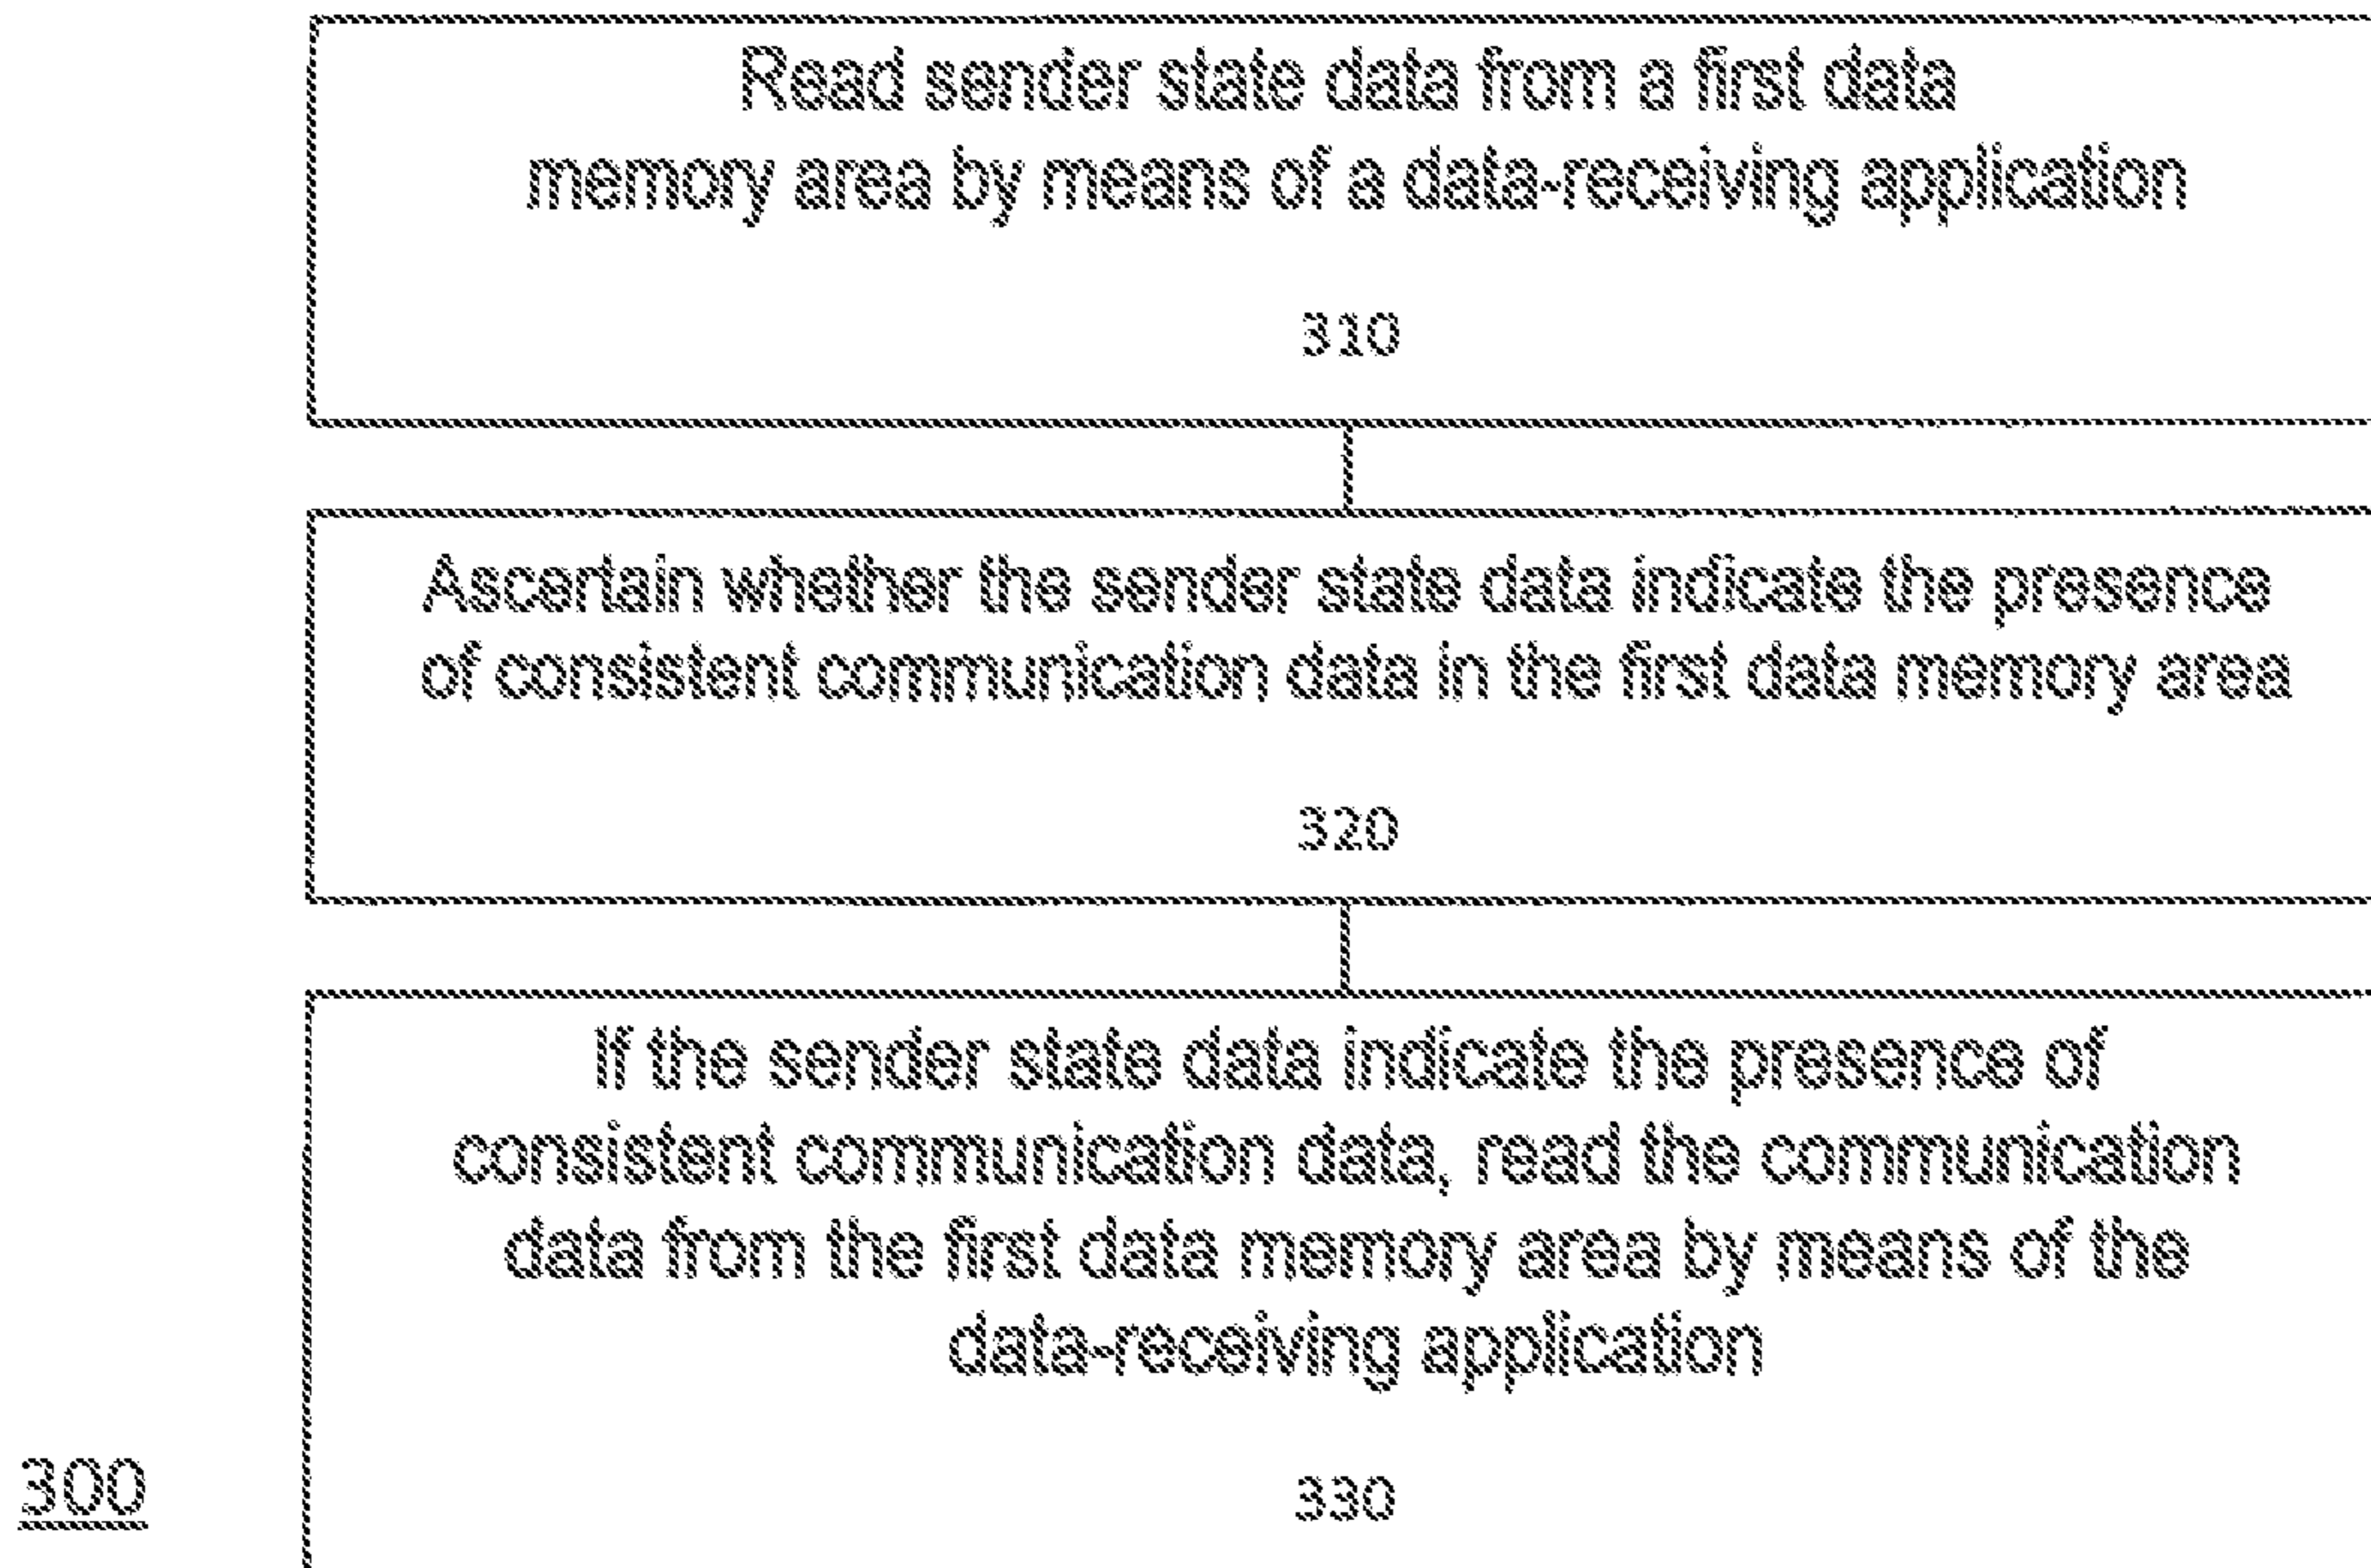 Read sender state data from a first data
memory area by means of a data-receiving application
310
Ascertain whether the sender state data indicate the presence
of consistent communication data in the first data memory area
320
If the sender state data indicate the presence of
consistent communication data, read the communication
data from the first data memory area by means of the
data-receiving application
300
330